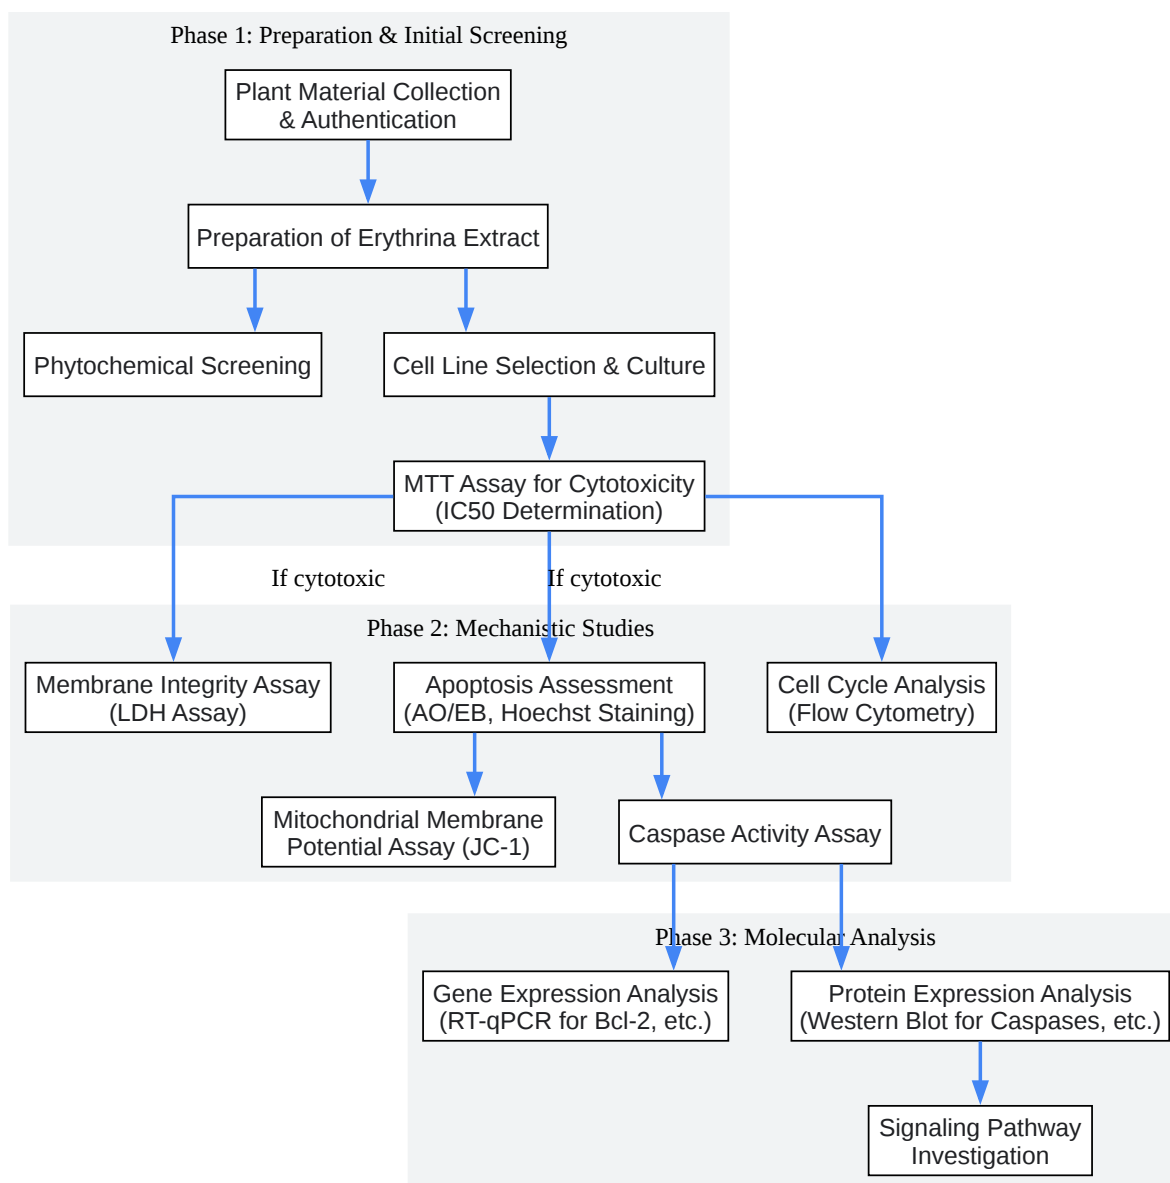 Phase 1: Preparation & Initial Screening
Plant Material Collection
& Authentication
Preparation of Erythrina Extract
Phytochemical Screening
Cell Line Selection & Culture
MTT Assay for Cytotoxicity
(IC50 Determination)
If cytotoxic
If cytotoxic
Phase 2: Mechanistic Studies
Membrane Integrity Assay
(LDH Assay)
Apoptosis Assessment
(AO/EB, Hoechst Staining)
Cell Cycle Analysis
(Flow Cytometry)
Mitochondrial Membrane
Potential Assay (JC-1)
Caspase Activity Assay
Phase 3: Molecular Analysis
Gene Expression Analysis
(RT-qPCR for Bcl-2, etc.)
Protein Expression Analysis
(Western Blot for Caspases, etc.)
Signaling Pathway
Investigation